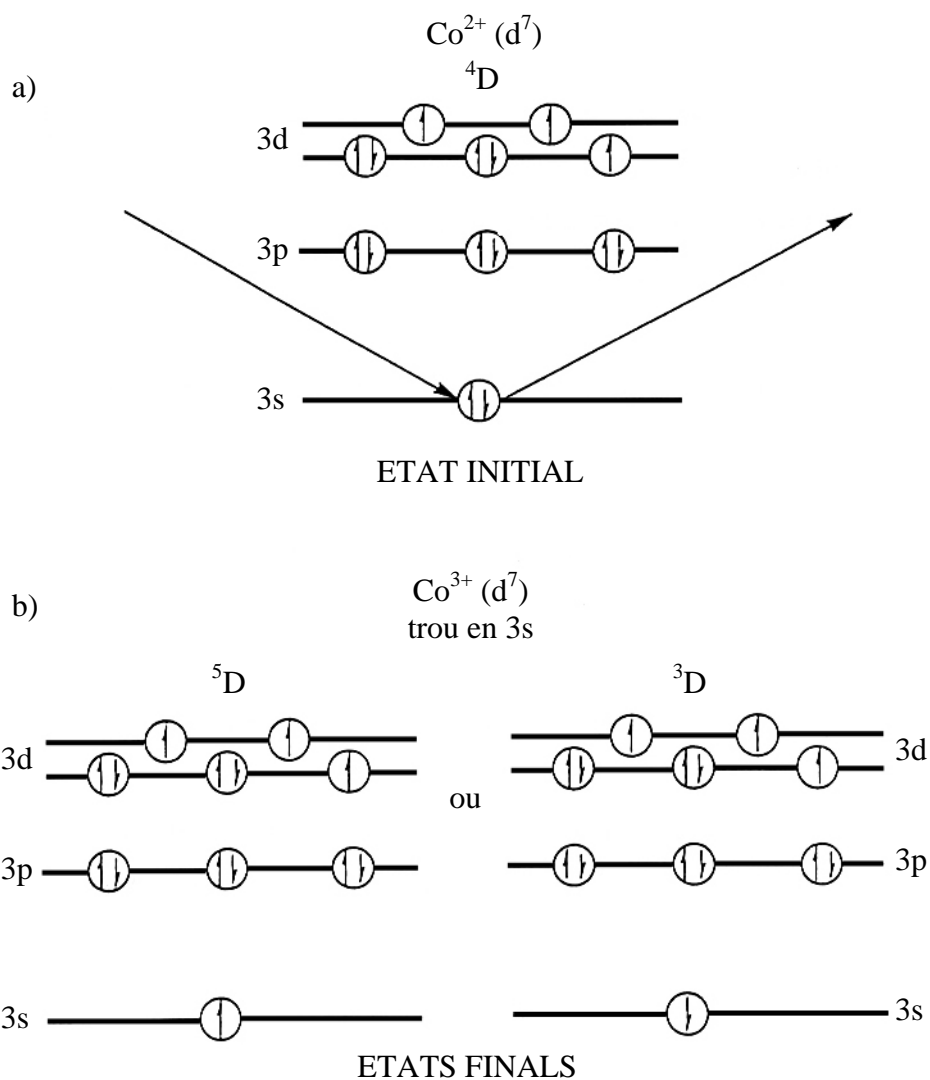 Co²⁺ (d⁷)
a)
⁴D
3d
3p
3s
ETAT INITIAL
b)
Co³⁺ (d⁷)
trou en 3s
⁵D
³D
3d
3d
ou
3p
3p
3s
3s
ETATS FINALS